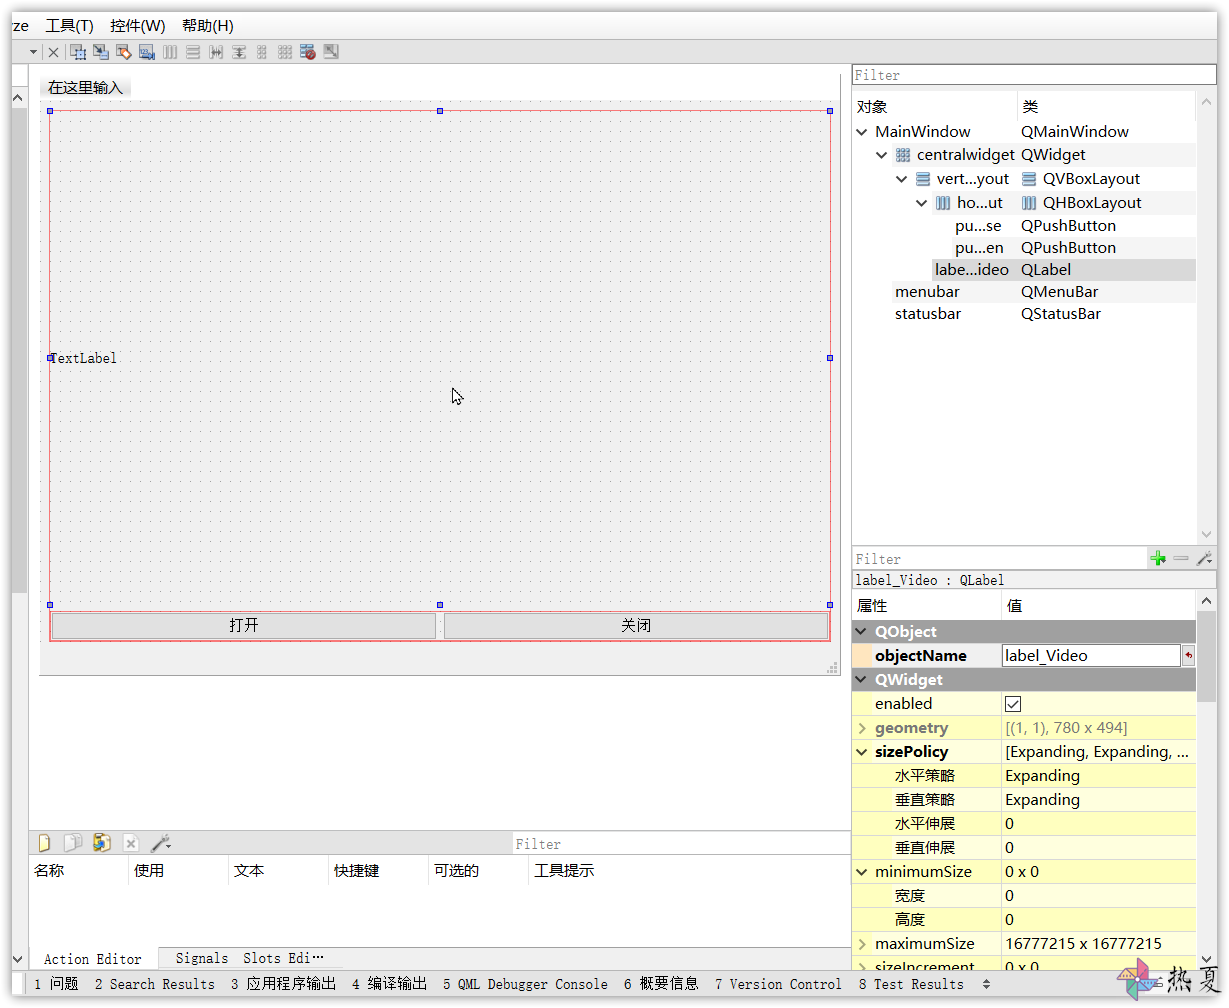 ze 工具(T) 控件(W) 帮助(H)
在这里输入
TextLabel
打开 关闭
Filter
对象 类
MainWindow QMainWindow
centralwidget QWidget
vert...yout QVBoxLayout
ho...ut QHBoxLayout
pu...se QPushButton
pu...en QPushButton
labe...ideo QLabel
menubar QMenuBar
statusbar QStatusBar
Filter
label_Video : QLabel
属性 值
QObject
objectName label_Video
QWidget
enabled
geometry [(1, 1), 780 x 494]
sizePolicy [Expanding, Expanding, ...
水平策略 Expanding
垂直策略 Expanding
水平伸展 0
垂直伸展 0
minimumSize 0 x 0
宽度 0
高度 0
maximumSize 16777215 x 16777215
sizeIncrement 0 x 0
Filter
名称 使用 文本 快捷键 可选的 工具提示
Action Editor Signals Slots Edi…
1 问题 2 Search Results 3 应用程序输出 4 编译输出 5 QML Debugger Console 6 概要信息 7 Version Control 8 Test Results
热夏